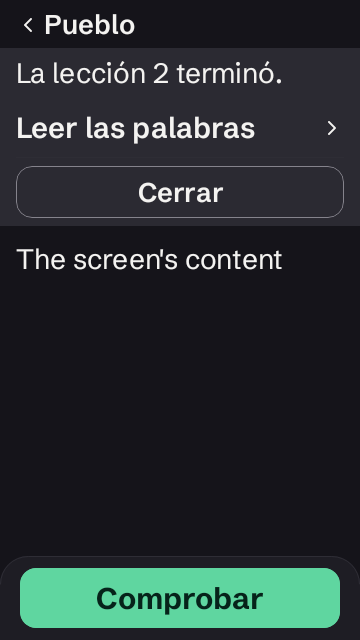 Pueblo
La lección 2 terminó.
Leer las palabras
Cerrar
The screen's content
Comprobar